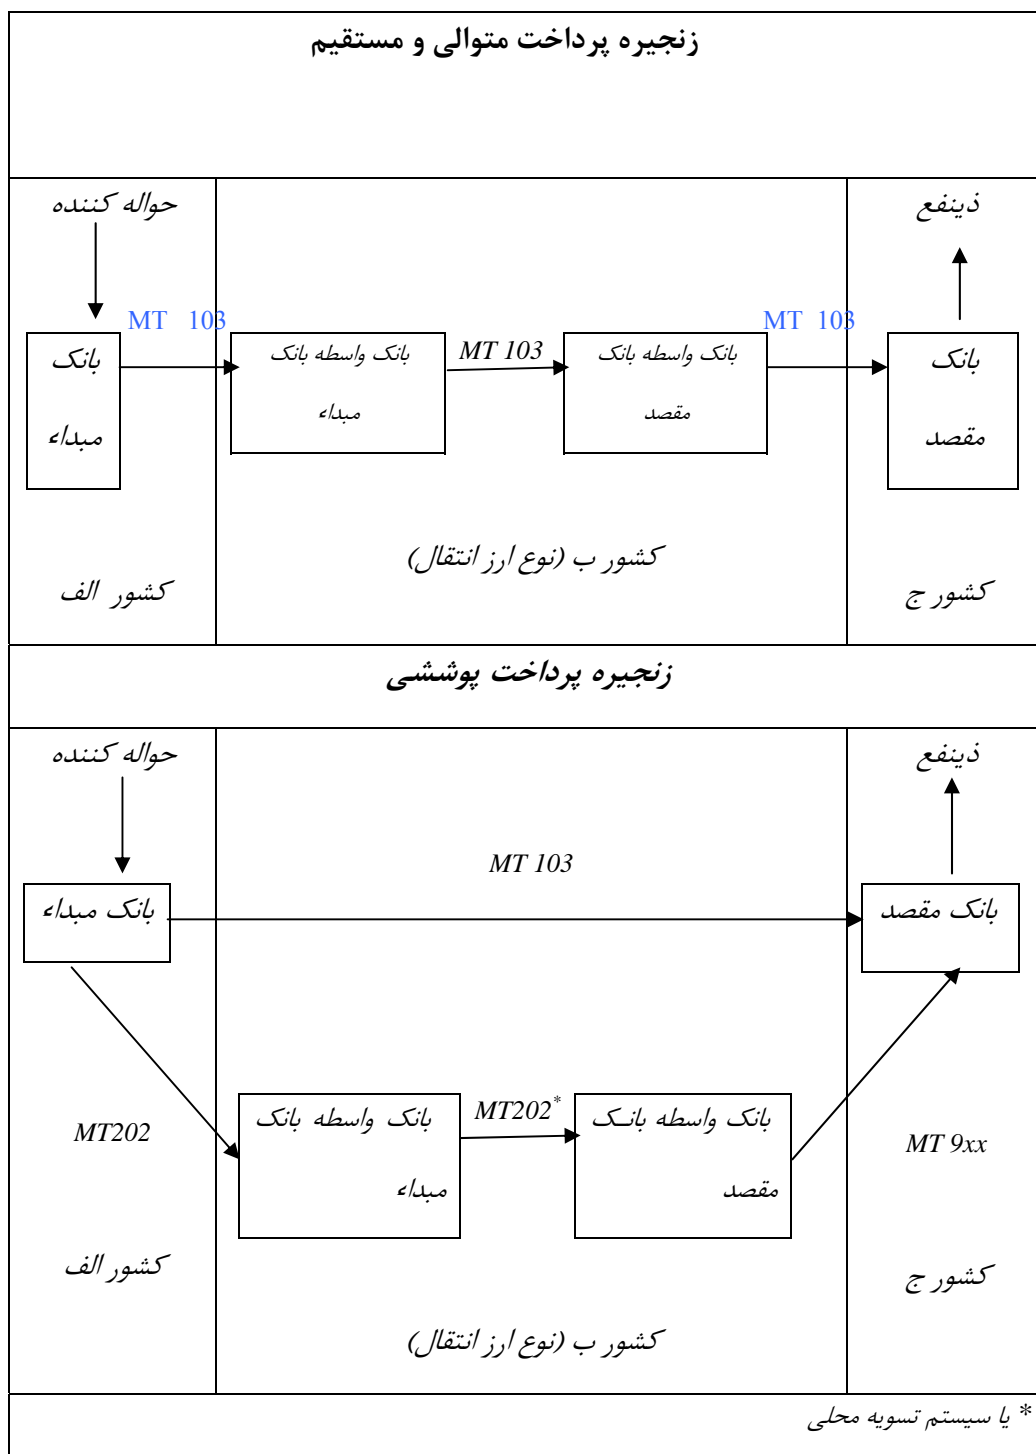 زنجیره پرداخت متوالی و مستقیم
ذینفع
حواله کننده
MT 103
MT 103
MT 103
بانک
مبداء
بانک واسطه بانک
مبداء
بانک واسطه بانک
مقصد
بانک
مقصد
کشور ب (نوع ارز انتقال)
کشور الف
کشور ج
زنجیره پرداخت پوششی
ذینفع
حواله کننده
MT 103
بانک مبداء
بانک مقصد
MT202
بانک واسطه بانک
مبداء
MT202*
بانک واسطه بانک
مقصد
MT 9xx
کشور الف
کشور ج
کشور ب (نوع ارز انتقال)
* یا سیستم تسویه محلی